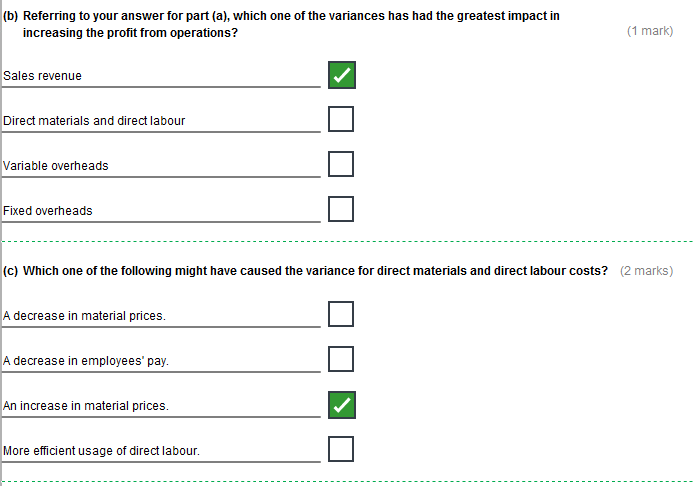 (b) Referring to your answer for part (a), which one of the variances has had the greatest impact in
increasing the profit from operations? (1 mark)
Sales revenue
Direct materials and direct labour
Variable overheads
Fixed overheads
(c) Which one of the following might have caused the variance for direct materials and direct labour costs? (2 marks)
A decrease in material prices.
A decrease in employees' pay.
An increase in material prices.
More efficient usage of direct labour.